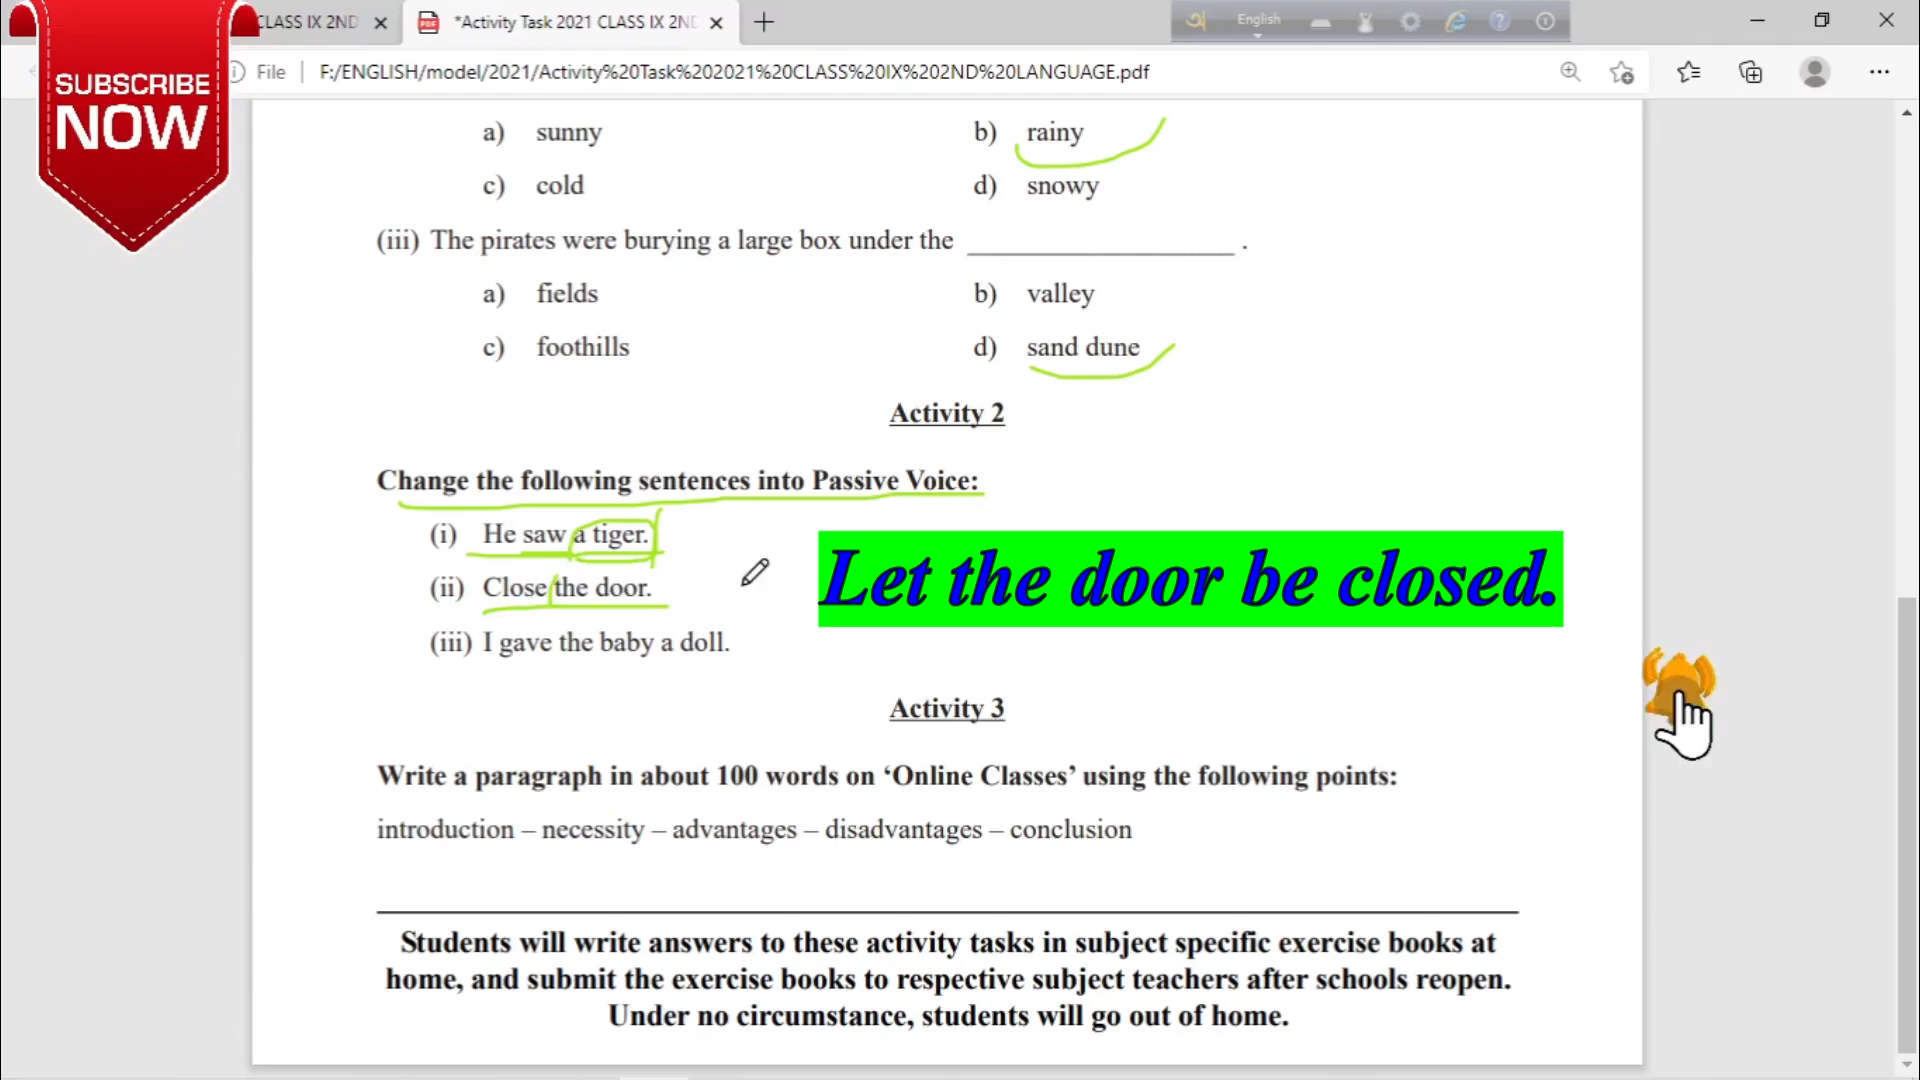 CLASS IX 2ND
*Activity Task 2021 CLASS IX 2ND
অ English
SUBSCRIBE
NOW
File F:/ENGLISH/model/2021/Activity%20Task%202021%20CLASS%20IX%202ND%20LANGUAGE.pdf
a) sunny b) rainy
c) cold d) snowy
(iii) The pirates were burying a large box under the ____________________ .
a) fields b) valley
c) foothills d) sand dune
Activity 2
Change the following sentences into Passive Voice:
(i) He saw a tiger.
(ii) Close the door.
Let the door be closed.
(iii) I gave the baby a doll.
Activity 3
Write a paragraph in about 100 words on ‘Online Classes’ using the following points:
introduction – necessity – advantages – disadvantages – conclusion
Students will write answers to these activity tasks in subject specific exercise books at
home, and submit the exercise books to respective subject teachers after schools reopen.
Under no circumstance, students will go out of home.